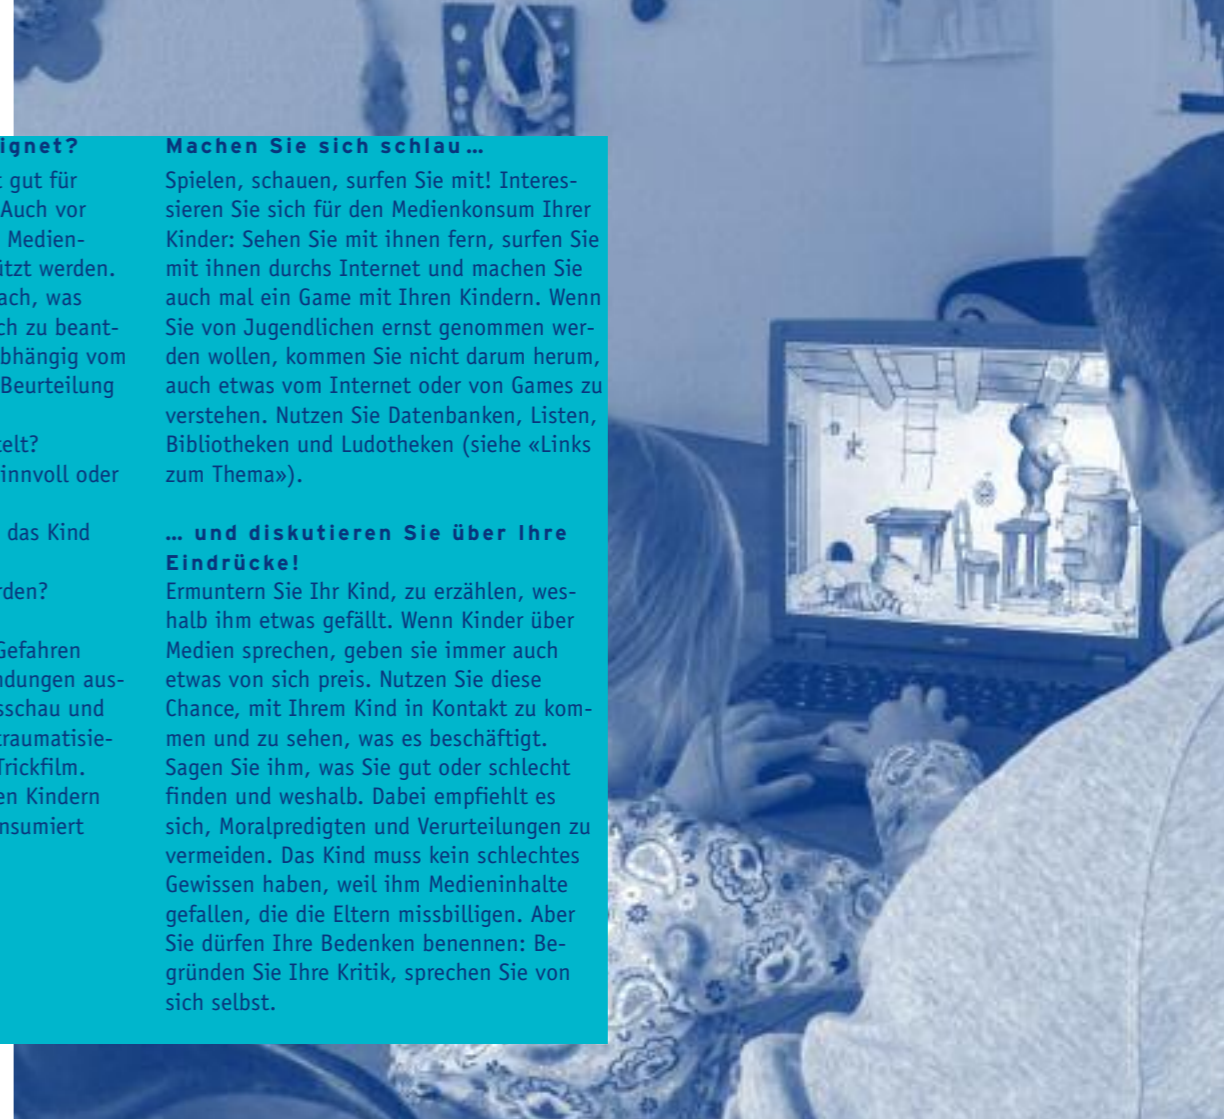 ignet?
gut für
Auch vor
Medien-
ützt werden.
ach, was
ch zu beant-
bhängig vom
Beurteilung
elt?
innvoll oder
das Kind
rden?
Gefahren
ndungen aus-
sschau und
traumatisie-
Trickfilm.
en Kindern
nsumiert
Machen Sie sich schlau…
Spielen, schauen, surfen Sie mit! Interes-
sieren Sie sich für den Medienkonsum Ihrer
Kinder: Sehen Sie mit ihnen fern, surfen Sie
mit ihnen durchs Internet und machen Sie
auch mal ein Game mit Ihren Kindern. Wenn
Sie von Jugendlichen ernst genommen wer-
den wollen, kommen Sie nicht darum herum,
auch etwas vom Internet oder von Games zu
verstehen. Nutzen Sie Datenbanken, Listen,
Bibliotheken und Ludotheken (siehe «Links
zum Thema»).
… und diskutieren Sie über Ihre
Eindrücke!
Ermuntern Sie Ihr Kind, zu erzählen, wes-
halb ihm etwas gefällt. Wenn Kinder über
Medien sprechen, geben sie immer auch
etwas von sich preis. Nutzen Sie diese
Chance, mit Ihrem Kind in Kontakt zu kom-
men und zu sehen, was es beschäftigt.
Sagen Sie ihm, was Sie gut oder schlecht
finden und weshalb. Dabei empfiehlt es
sich, Moralpredigten und Verurteilungen zu
vermeiden. Das Kind muss kein schlechtes
Gewissen haben, weil ihm Medieninhalte
gefallen, die die Eltern missbilligen. Aber
Sie dürfen Ihre Bedenken benennen: Be-
gründen Sie Ihre Kritik, sprechen Sie von
sich selbst.